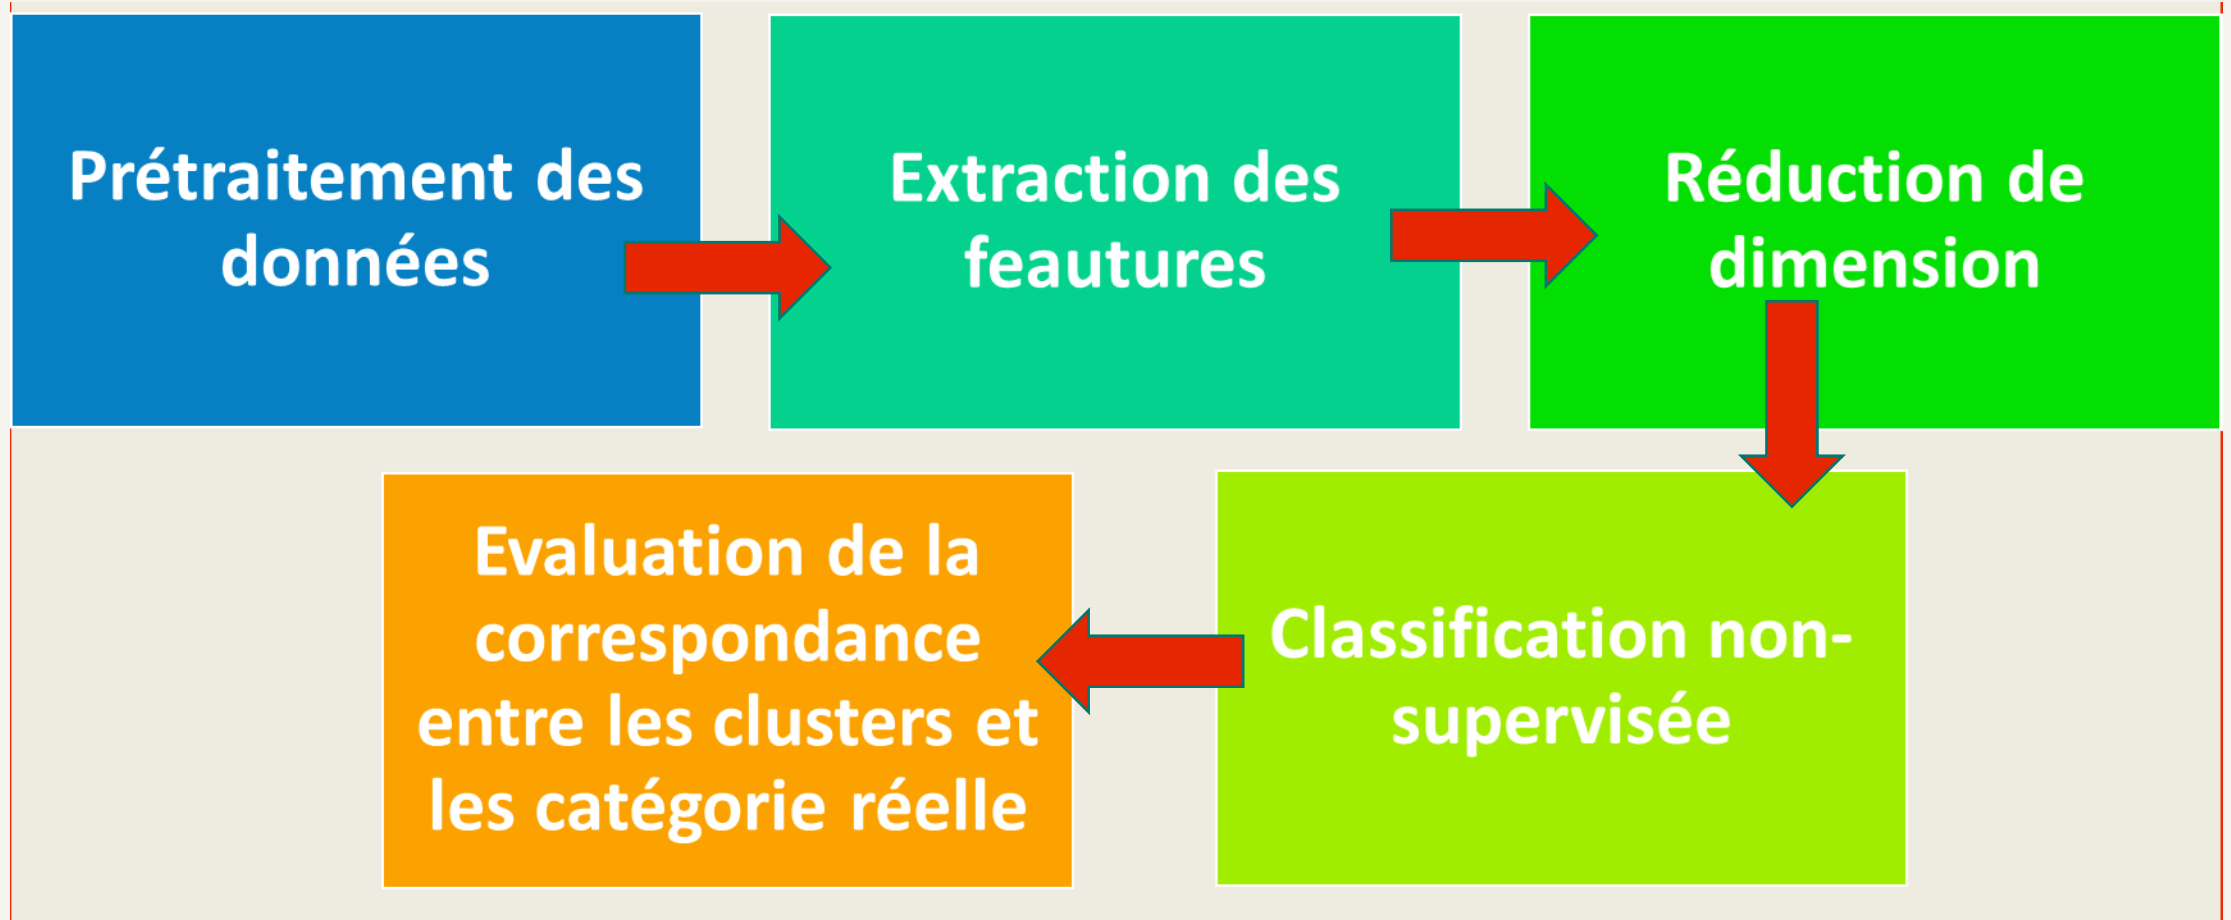 Prétraitement des
données
Extraction des
feautures
Réduction de
dimension
Classification non-
supervisée
Evaluation de la
correspondance
entre les clusters et
les catégorie réelle